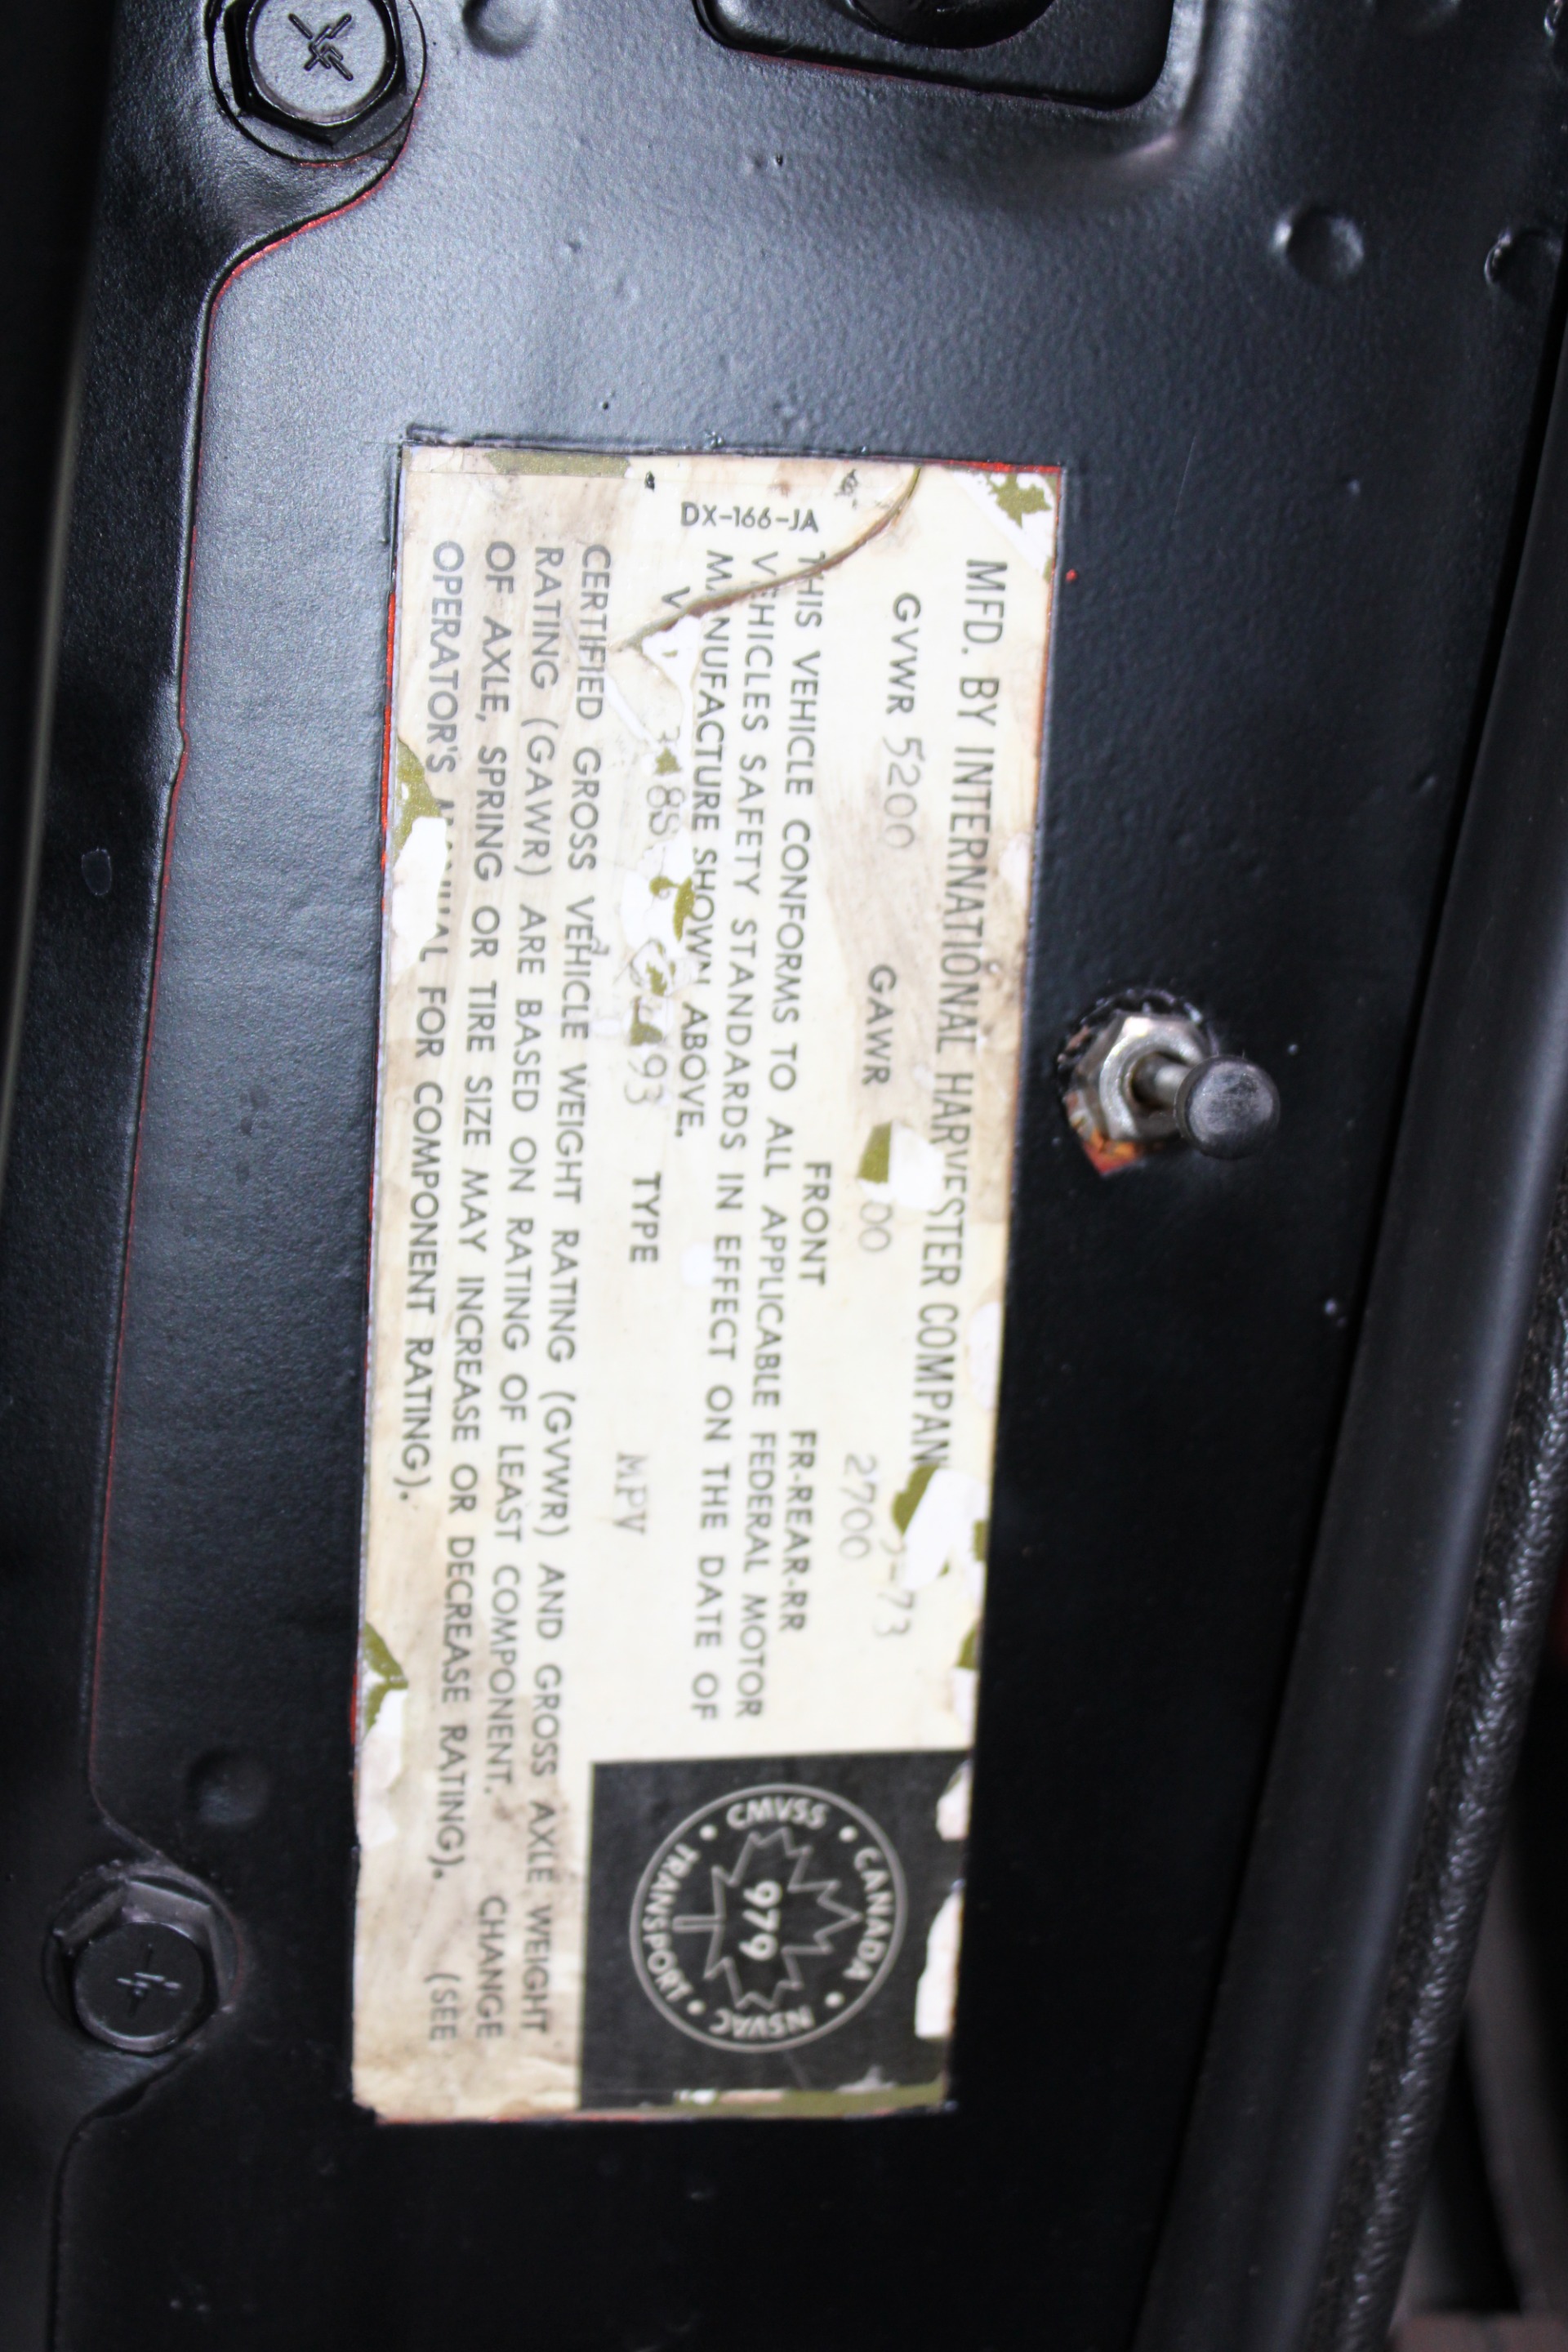 DX-166-JA
MFD. BY INTERNATIONAL HARVESTER COMPAN -73
GVWR 5200 GAWR 00 2700
FRONT FR-REAR-RR
THIS VEHICLE CONFORMS TO ALL APPLICABLE FEDERAL MOTOR
VEHICLES SAFETY STANDARDS IN EFFECT ON THE DATE OF
MANUFACTURE SHOWN ABOVE.
V 8S 93 TYPE MPV
CERTIFIED GROSS VEHICLE WEIGHT RATING (GVWR) AND GROSS AXLE WEIGHT
RATING (GAWR) ARE BASED ON RATING OF LEAST COMPONENT. CHANGE
OF AXLE, SPRING OR TIRE SIZE MAY INCREASE OR DECREASE RATING). (SEE
OPERATOR'S MANUAL FOR COMPONENT RATING).
CMVSS • CANADA • NSVAC • TRANSPORT •
979